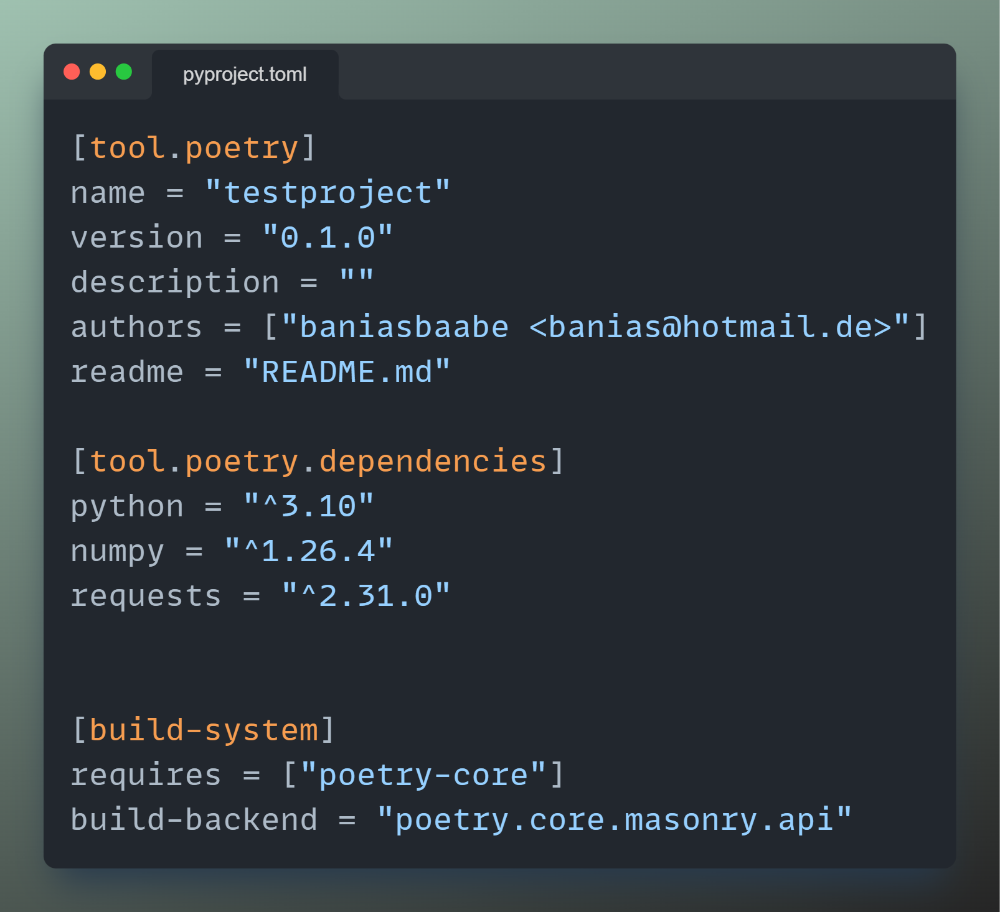 pyproject.toml
[tool.poetry]
name = "testproject"
version = "0.1.0"
description = ""
authors = ["baniasbaabe <banias@hotmail.de>"]
readme = "README.md"
[tool.poetry.dependencies]
python = "^3.10"
numpy = "^1.26.4"
requests = "^2.31.0"
[build-system]
requires = ["poetry-core"]
build-backend = "poetry.core.masonry.api"